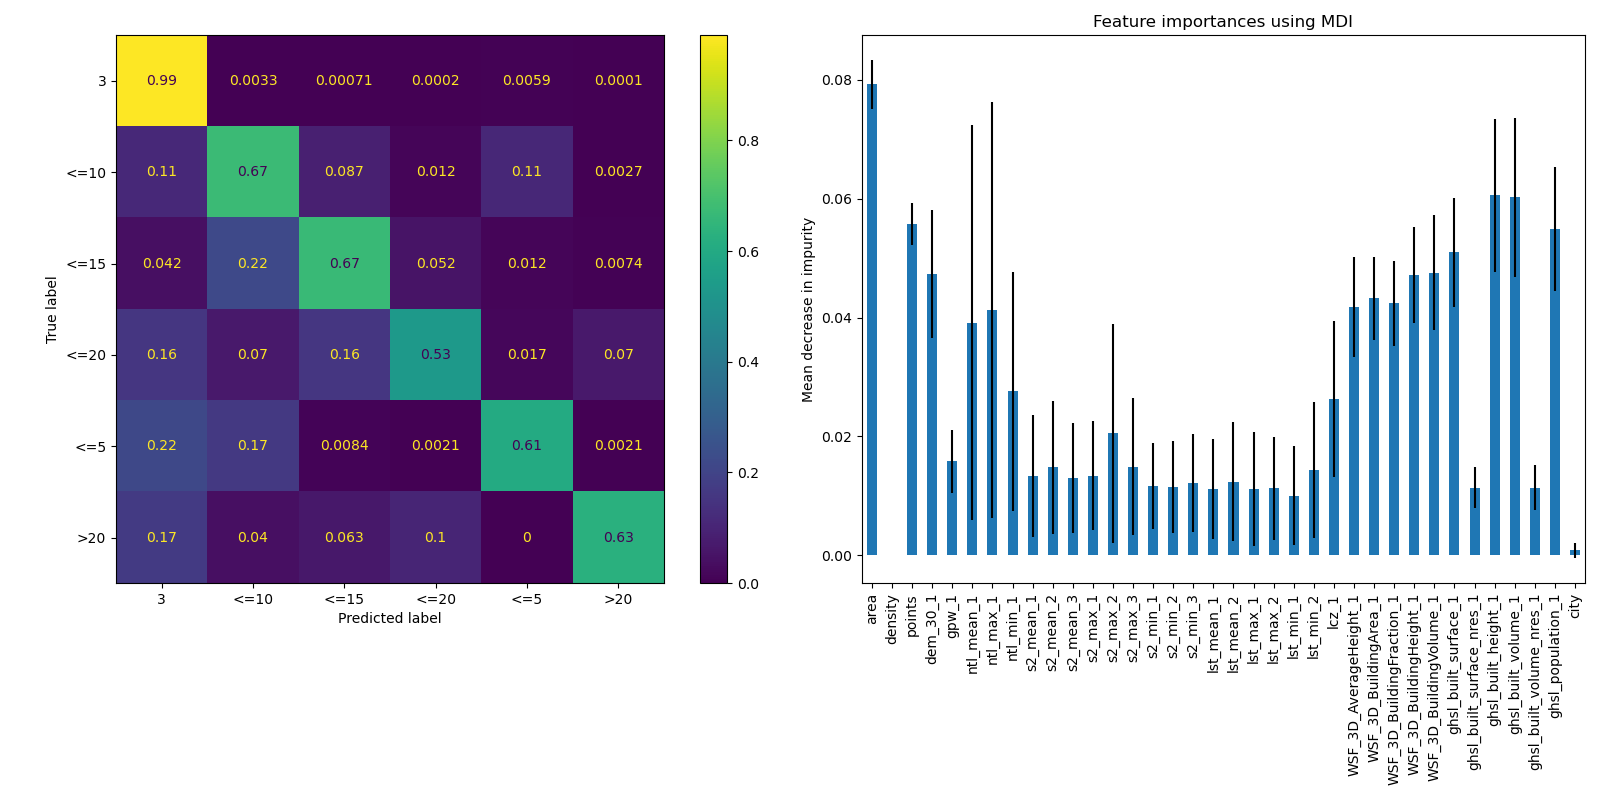 Feature importances using MDI
3 0.99 0.0033 0.00071 0.0002 0.0059 0.0001
<=10 0.11 0.67 0.087 0.012 0.11 0.0027
<=15 0.042 0.22 0.67 0.052 0.012 0.0074
<=20 0.16 0.07 0.16 0.53 0.017 0.07
<=5 0.22 0.17 0.0084 0.0021 0.61 0.0021
>20 0.17 0.04 0.063 0.1 0 0.63
3 <=10 <=15 <=20 <=5 >20
Predicted label
True label
0.8
0.6
0.4
0.2
0.0
Mean decrease in impurity
0.08
0.06
0.04
0.02
0.00
area
density
points
dem_30_1
gpw_1
ntl_mean_1
ntl_max_1
ntl_min_1
s2_mean_1
s2_mean_2
s2_mean_3
s2_max_1
s2_max_2
s2_max_3
s2_min_1
s2_min_2
s2_min_3
lst_mean_1
lst_mean_2
lst_max_1
lst_max_2
lst_min_1
lst_min_2
lcz_1
WSF_3D_AverageHeight_1
WSF_3D_BuildingArea_1
WSF_3D_BuildingFraction_1
WSF_3D_BuildingHeight_1
WSF_3D_BuildingVolume_1
ghsl_built_surface_1
ghsl_built_surface_nres_1
ghsl_built_height_1
ghsl_built_volume_1
ghsl_built_volume_nres_1
ghsl_population_1
city